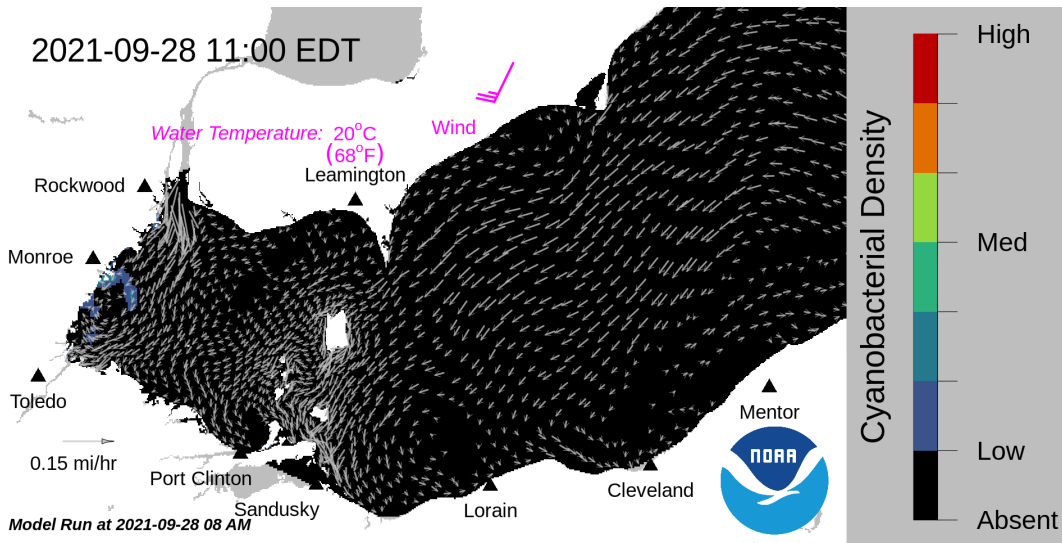 2021-09-28 11:00 EDT
Water Temperature: 20°C
(68°F)
Wind
Leamington
Rockwood
Monroe
Toledo
0.15 mi/hr
Port Clinton
Sandusky
Lorain
Cleveland
Mentor
NOAA
Model Run at 2021-09-28 08 AM
Cyanobacterial Density
High
Med
Low
Absent